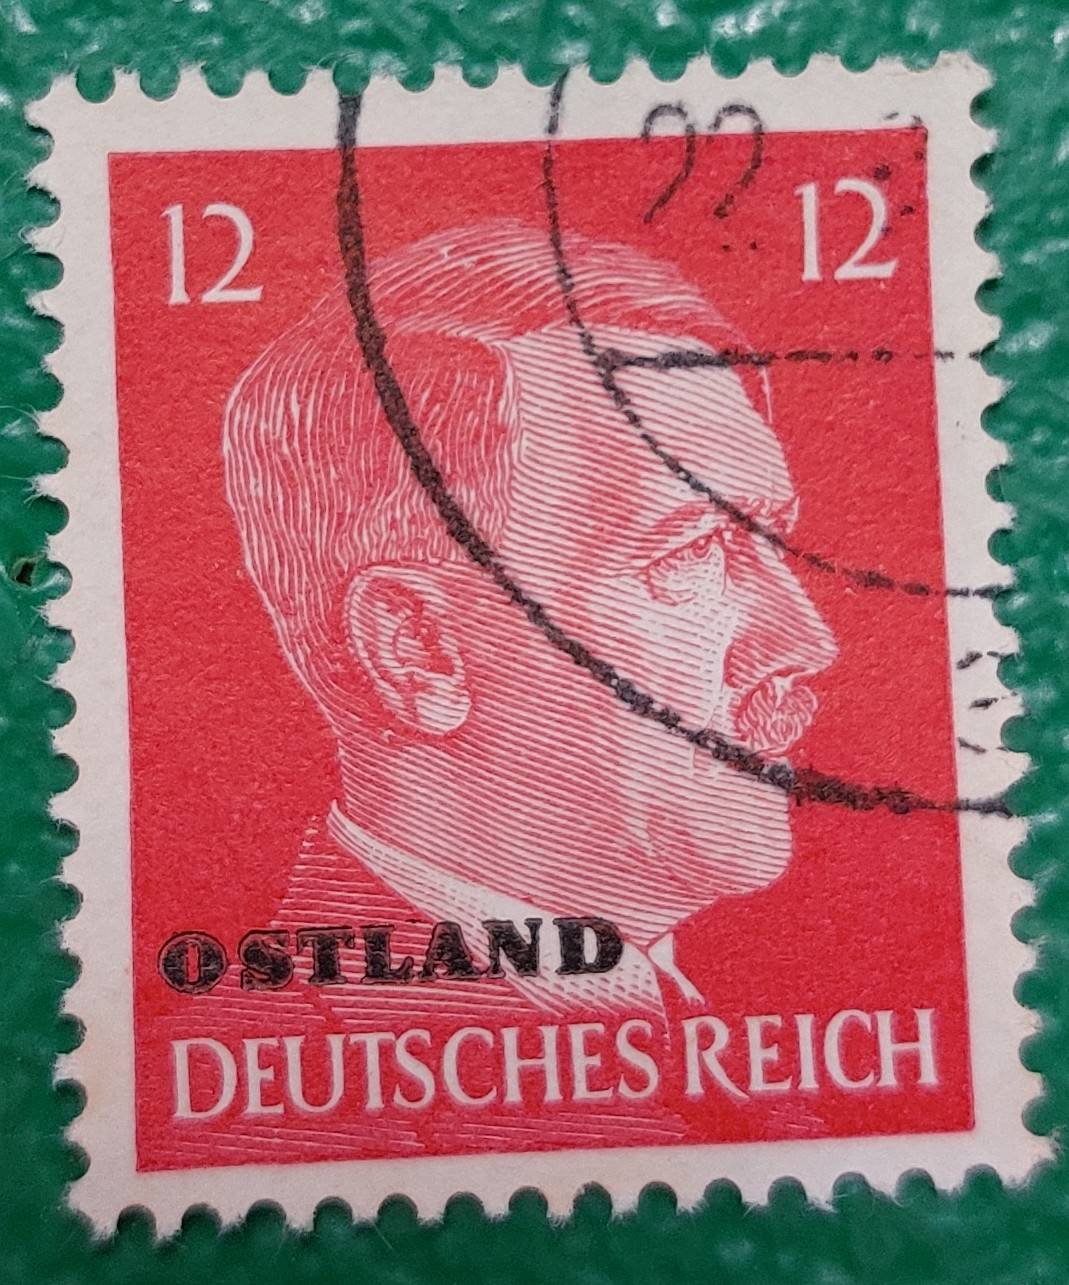 12 12
OSTLAND
DEUTSCHES REICH